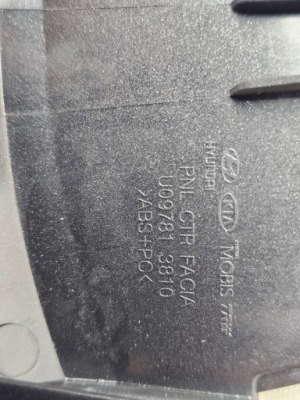 HYUNDAI KIA MOBIS
PNL CTR FACIA
U09781 3810
>ABS+PC<